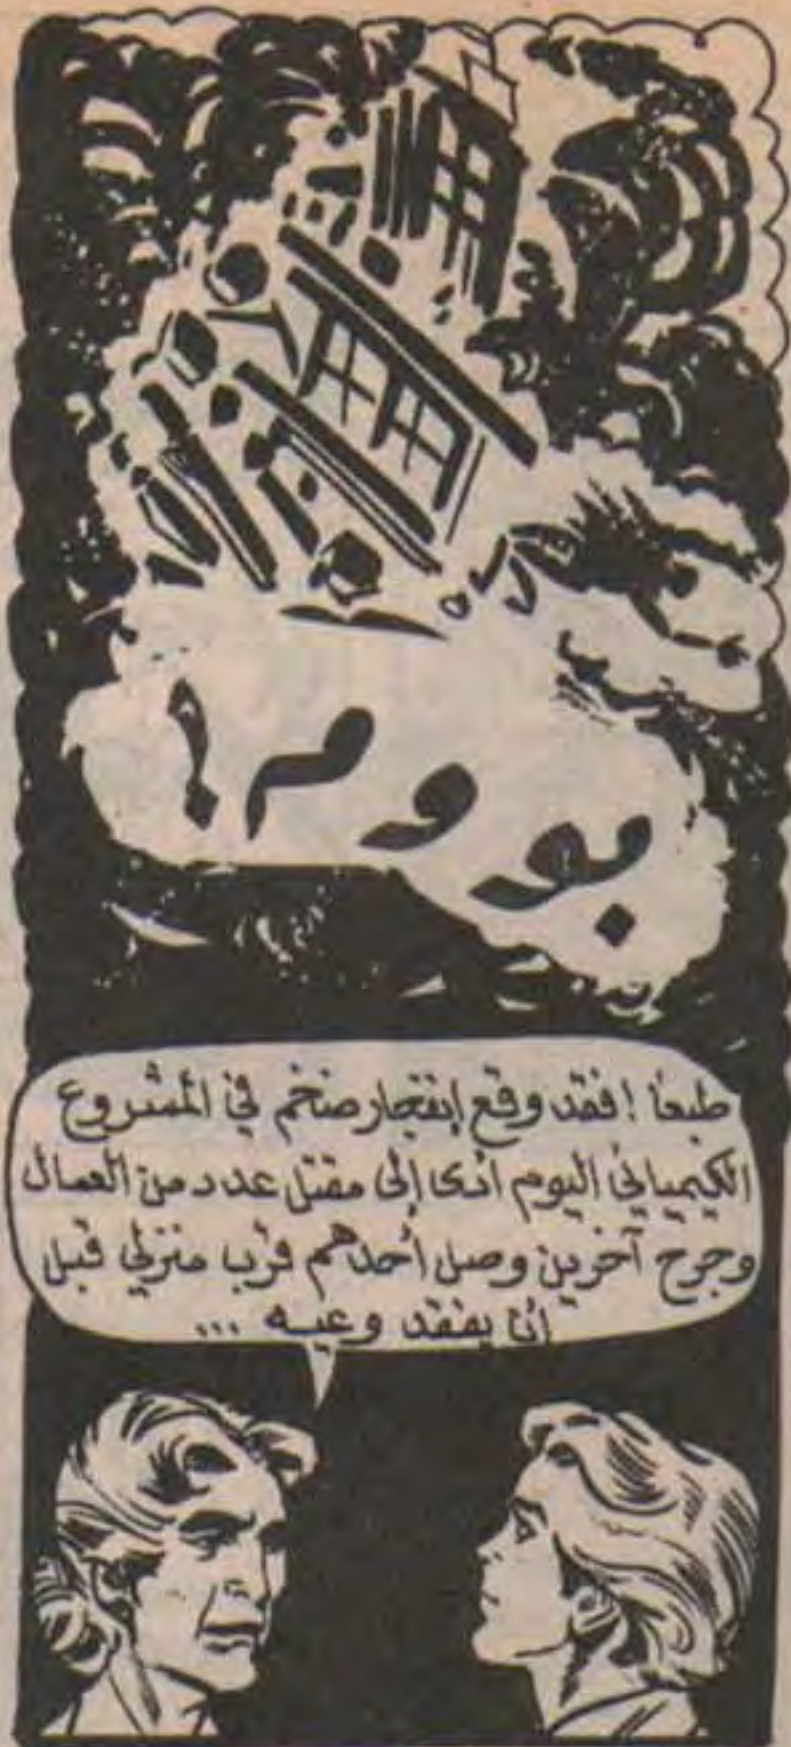 بووم!
طبعًا ! فقد وقع إنفجار ضخم في المشروع
الكيميائي اليوم أدى إلى مقتل عدد من العمال
وجرح آخرين وصل أحدهم قرب منزلي قبل
أن يفقد وعيه ...